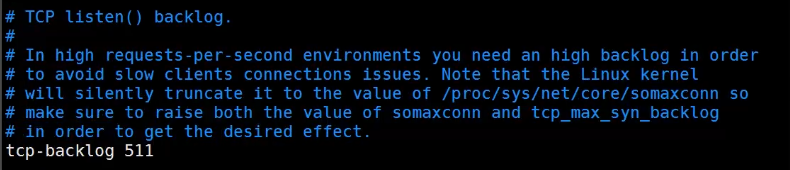 # TCP listen() backlog.
#
# In high requests-per-second environments you need an high backlog in order
# to avoid slow clients connections issues. Note that the Linux kernel
# will silently truncate it to the value of /proc/sys/net/core/somaxconn so
# make sure to raise both the value of somaxconn and tcp_max_syn_backlog
# in order to get the desired effect.
tcp-backlog 511